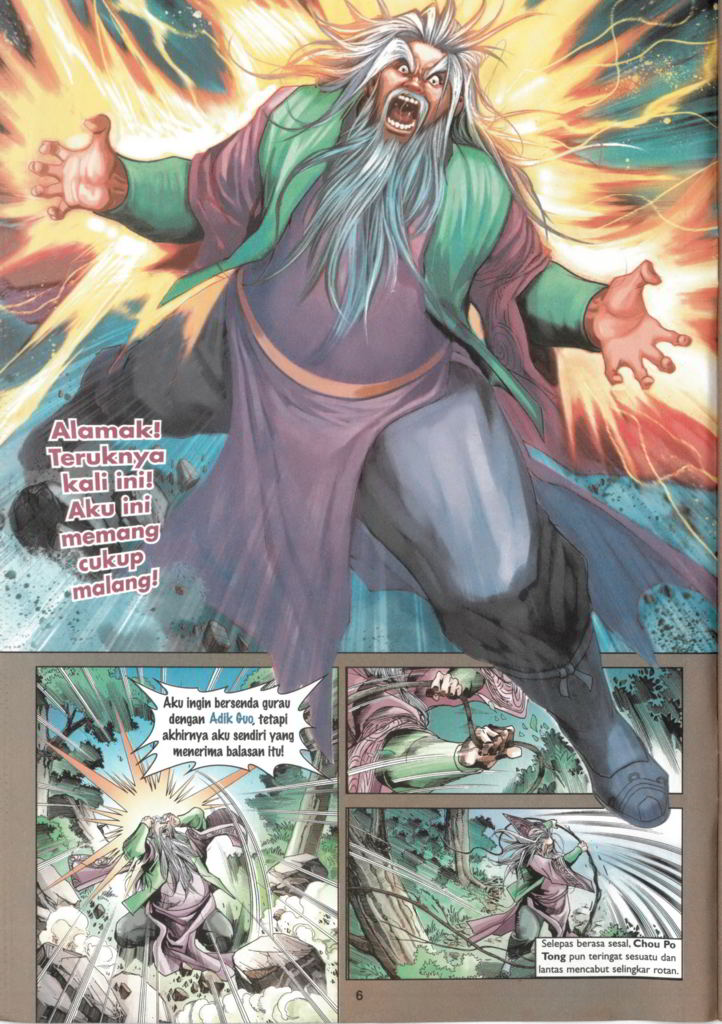 Alamak!
Teruknya
kali ini!
Aku ini
memang
cukup
malang!
Aku ingin bersenda gurau
dengan Adik Guo, tetapi
akhirnya aku sendiri yang
menerima balasan itu!
Selepas berasa sesal, Chou Po
Tong pun teringat sesuatu dan
lantas mencabut selingkar rotan.
6